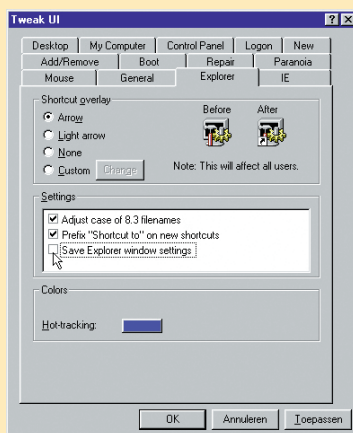 Tweak UI
Desktop My Computer Control Panel Logon New
Add/Remove Boot Repair Paranoia
Mouse General Explorer IE
Shortcut overlay
Before After
Arrow
Light arrow
None
Custom Change Note: This will affect all users.
Settings
Adjust case of 8.3 filenames
Prefix "Shortcut to" on new shortcuts
Save Explorer window settings
Colors
Hot-tracking:
OK Annuleren Toepassen